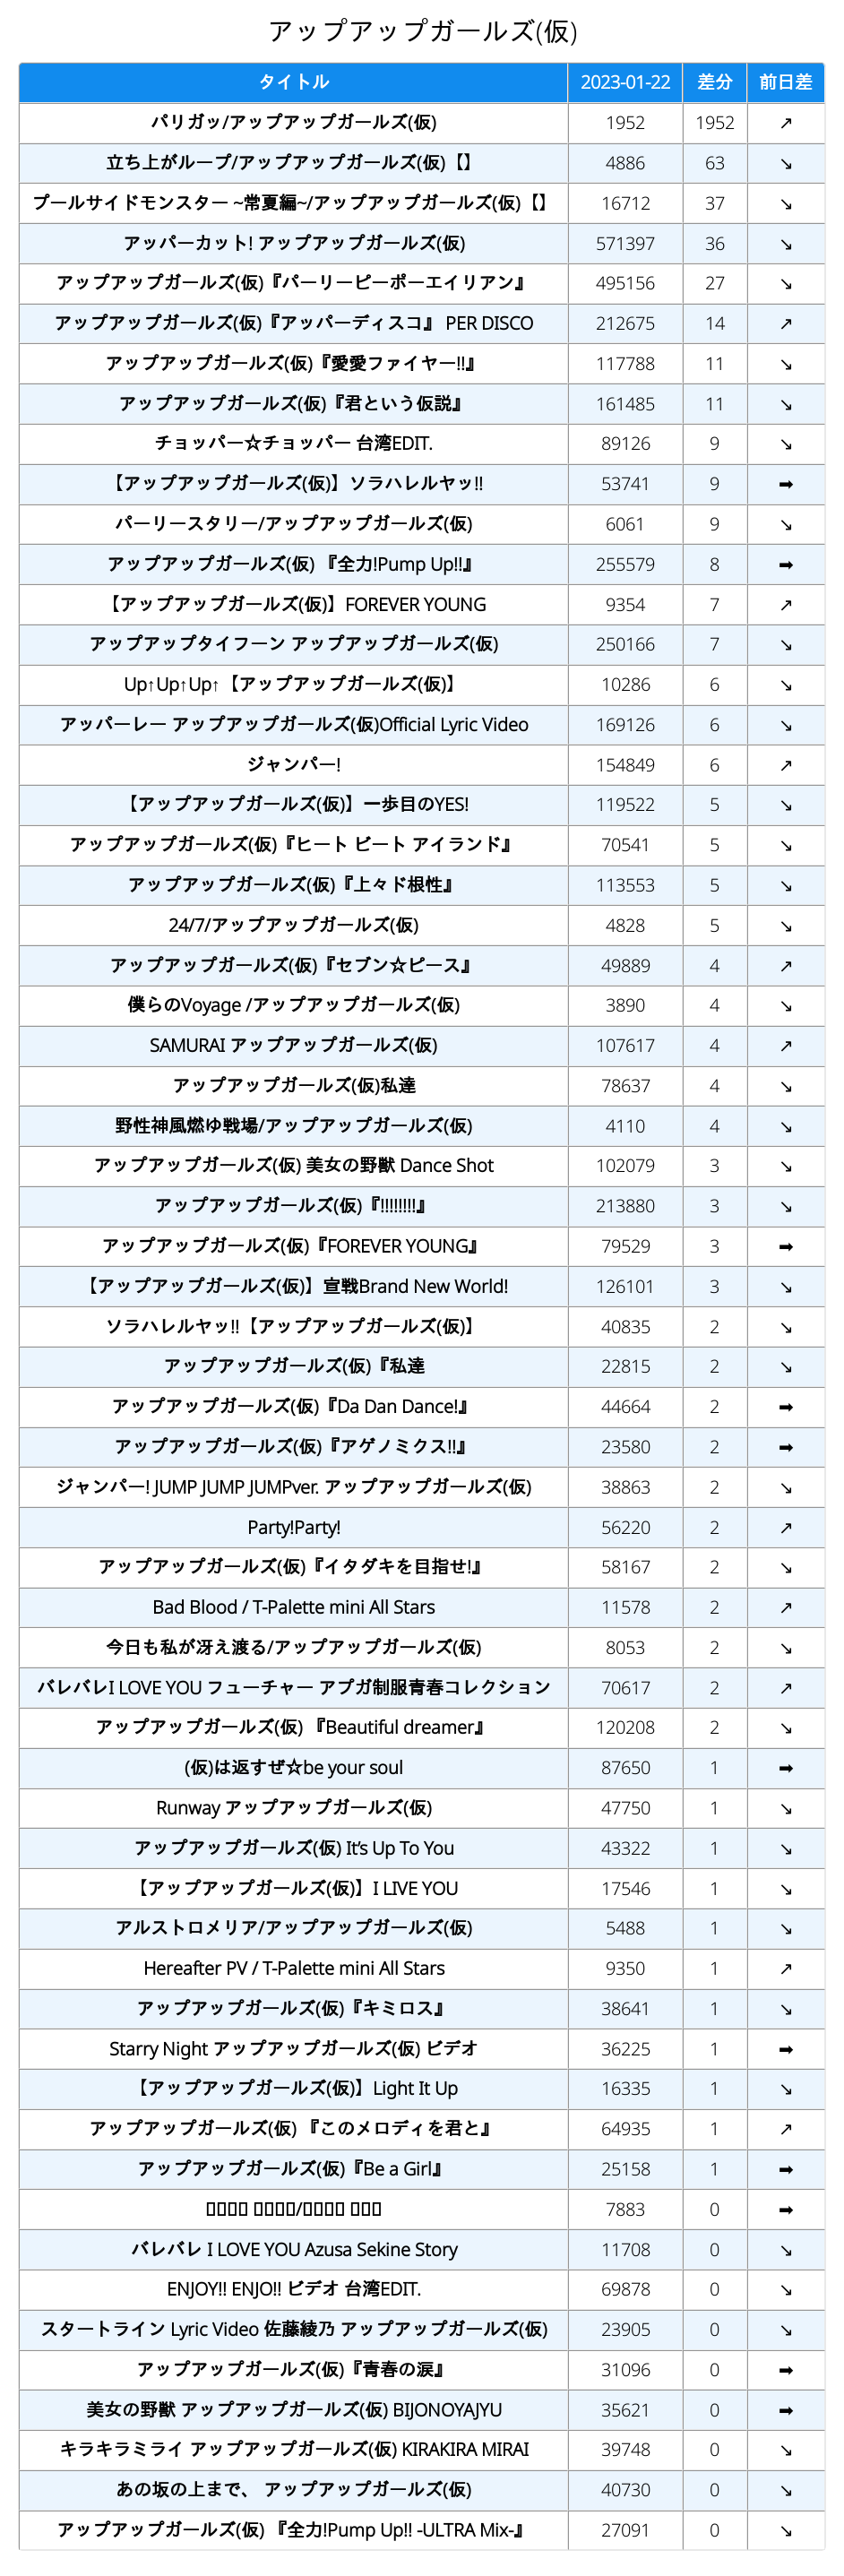 アップアップガールズ(仮)
タイトル 2023-01-22 差分 前日差
パリガッ/アップアップガールズ(仮) 1952 1952 ↗
立ち上がループ/アップアップガールズ(仮)【】 4886 63 ↘
プールサイドモンスター ~常夏編~/アップアップガールズ(仮)【】 16712 37 ↘
アッパーカット! アップアップガールズ(仮) 571397 36 ↘
アップアップガールズ(仮)『パーリーピーポーエイリアン』 495156 27 ↘
アップアップガールズ(仮)『アッパーディスコ』 PER DISCO 212675 14 ↗
アップアップガールズ(仮)『愛愛ファイヤー!!』 117788 11 ↘
アップアップガールズ(仮)『君という仮説』 161485 11 ↘
チョッパー☆チョッパー 台湾EDIT. 89126 9 ↘
【アップアップガールズ(仮)】ソラハレルヤッ!! 53741 9 ➡
パーリースタリー/アップアップガールズ(仮) 6061 9 ↘
アップアップガールズ(仮) 『全力!Pump Up!!』 255579 8 ➡
【アップアップガールズ(仮)】FOREVER YOUNG 9354 7 ↗
アップアップタイフーン アップアップガールズ(仮) 250166 7 ↘
Up↑Up↑Up↑【アップアップガールズ(仮)】 10286 6 ↘
アッパーレー アップアップガールズ(仮)Official Lyric Video 169126 6 ↘
ジャンパー! 154849 6 ↗
【アップアップガールズ(仮)】一歩目のYES! 119522 5 ↘
アップアップガールズ(仮)『ヒート ビート アイランド』 70541 5 ↘
アップアップガールズ(仮)『上々ド根性』 113553 5 ↘
24/7/アップアップガールズ(仮) 4828 5 ↘
アップアップガールズ(仮)『セブン☆ピース』 49889 4 ↗
僕らのVoyage /アップアップガールズ(仮) 3890 4 ↘
SAMURAI アップアップガールズ(仮) 107617 4 ↗
アップアップガールズ(仮)私達 78637 4 ↘
野性神風燃ゆ戦場/アップアップガールズ(仮) 4110 4 ↘
アップアップガールズ(仮) 美女の野獣 Dance Shot 102079 3 ↘
アップアップガールズ(仮)『!!!!!!!!』 213880 3 ↘
アップアップガールズ(仮)『FOREVER YOUNG』 79529 3 ➡
【アップアップガールズ(仮)】宣戦Brand New World! 126101 3 ↘
ソラハレルヤッ!!【アップアップガールズ(仮)】 40835 2 ↘
アップアップガールズ(仮)『私達 22815 2 ↘
アップアップガールズ(仮)『Da Dan Dance!』 44664 2 ➡
アップアップガールズ(仮)『アゲノミクス!!』 23580 2 ➡
ジャンパー! JUMP JUMP JUMPver. アップアップガールズ(仮) 38863 2 ↘
Party!Party! 56220 2 ↗
アップアップガールズ(仮)『イタダキを目指せ!』 58167 2 ↘
Bad Blood / T-Palette mini All Stars 11578 2 ↗
今日も私が冴え渡る/アップアップガールズ(仮) 8053 2 ↘
バレバレI LOVE YOU フューチャー アプガ制服青春コレクション 70617 2 ↗
アップアップガールズ(仮) 『Beautiful dreamer』 120208 2 ↘
(仮)は返すぜ☆be your soul 87650 1 ➡
Runway アップアップガールズ(仮) 47750 1 ↘
アップアップガールズ(仮) It's Up To You 43322 1 ↘
【アップアップガールズ(仮)】I LIVE YOU 17546 1 ↘
アルストロメリア/アップアップガールズ(仮) 5488 1 ↘
Hereafter PV / T-Palette mini All Stars 9350 1 ↗
アップアップガールズ(仮)『キミロス』 38641 1 ↘
Starry Night アップアップガールズ(仮) ビデオ 36225 1 ➡
【アップアップガールズ(仮)】Light It Up 16335 1 ↘
アップアップガールズ(仮) 『このメロディを君と』 64935 1 ↗
アップアップガールズ(仮)『Be a Girl』 25158 1 ➡
/ 7883 0 ➡
バレバレ I LOVE YOU Azusa Sekine Story 11708 0 ↘
ENJOY!! ENJO!! ビデオ 台湾EDIT. 69878 0 ↘
スタートライン Lyric Video 佐藤綾乃 アップアップガールズ(仮) 23905 0 ↘
アップアップガールズ(仮)『青春の涙』 31096 0 ➡
美女の野獣 アップアップガールズ(仮) BIJONOYAJYU 35621 0 ➡
キラキラミライ アップアップガールズ(仮) KIRAKIRA MIRAI 39748 0 ↘
あの坂の上まで、 アップアップガールズ(仮) 40730 0 ↘
アップアップガールズ(仮) 『全力!Pump Up!! -ULTRA Mix-』 27091 0 ↘